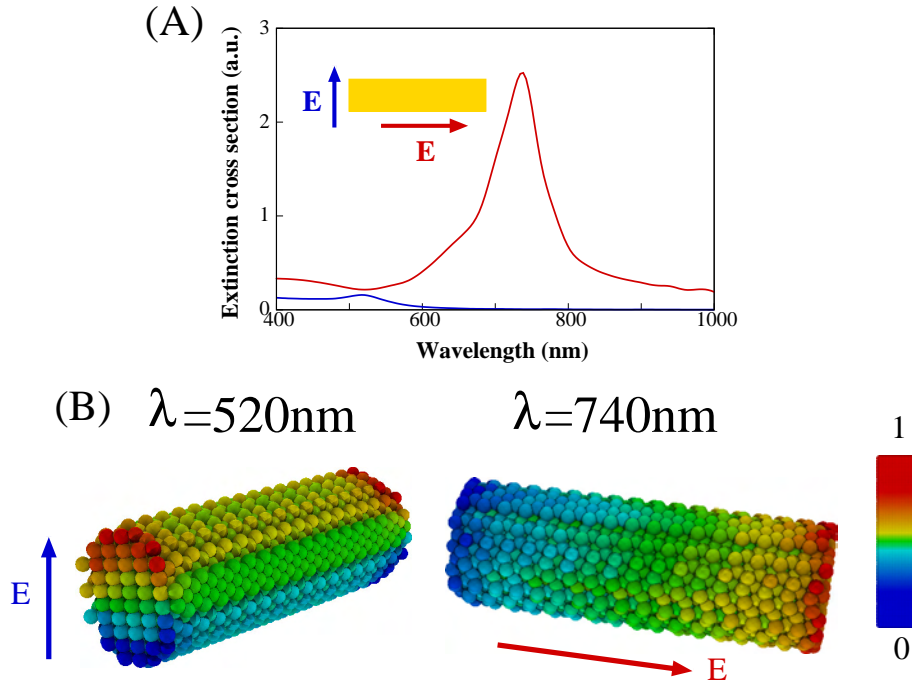 (A)
Extinction cross section (a.u.)
3
2
1
0
E
E
400
600
800
1000
Wavelength (nm)
(B)
λ=520nm
λ=740nm
1
E
E
0